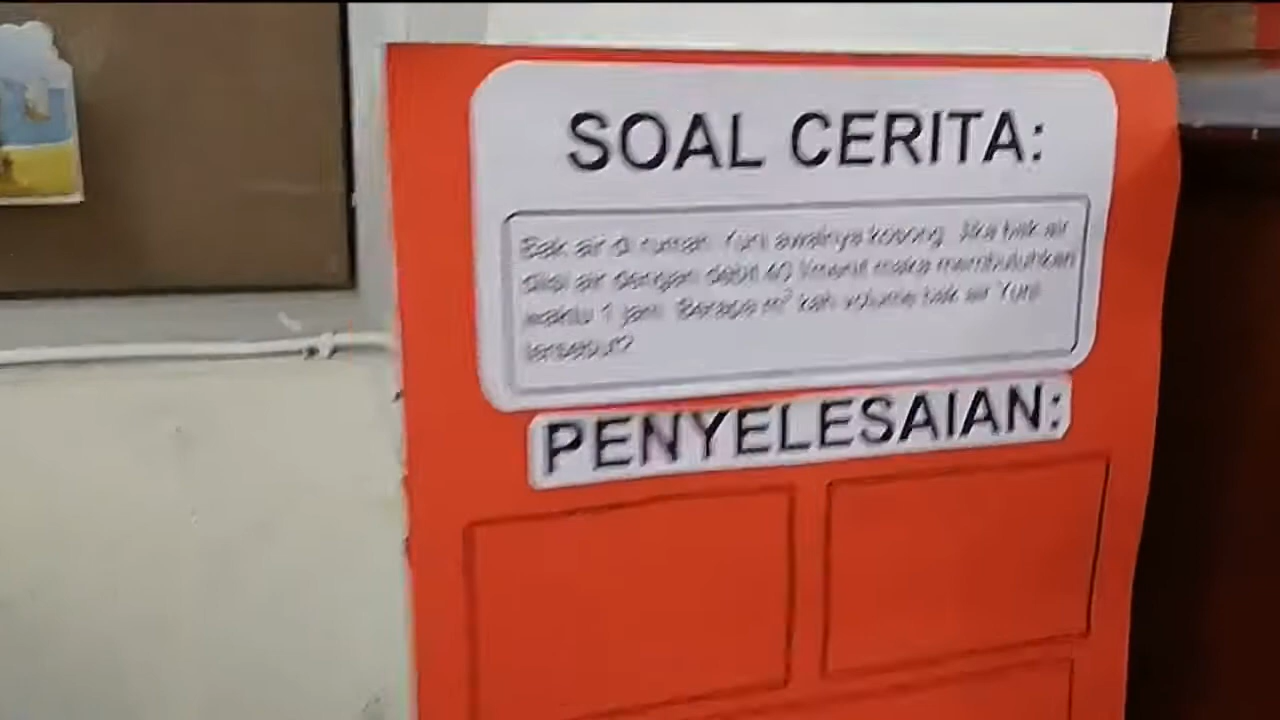 SOAL CERITA:
Bak air di rumah Yuni awalnya kosong. Jika bak air
diisi air dengan debit 40 l/menit maka membutuhkan
waktu 1 jam. Berapa m³ kah volume bak air Yuni
tersebut?
PENYELESAIAN: